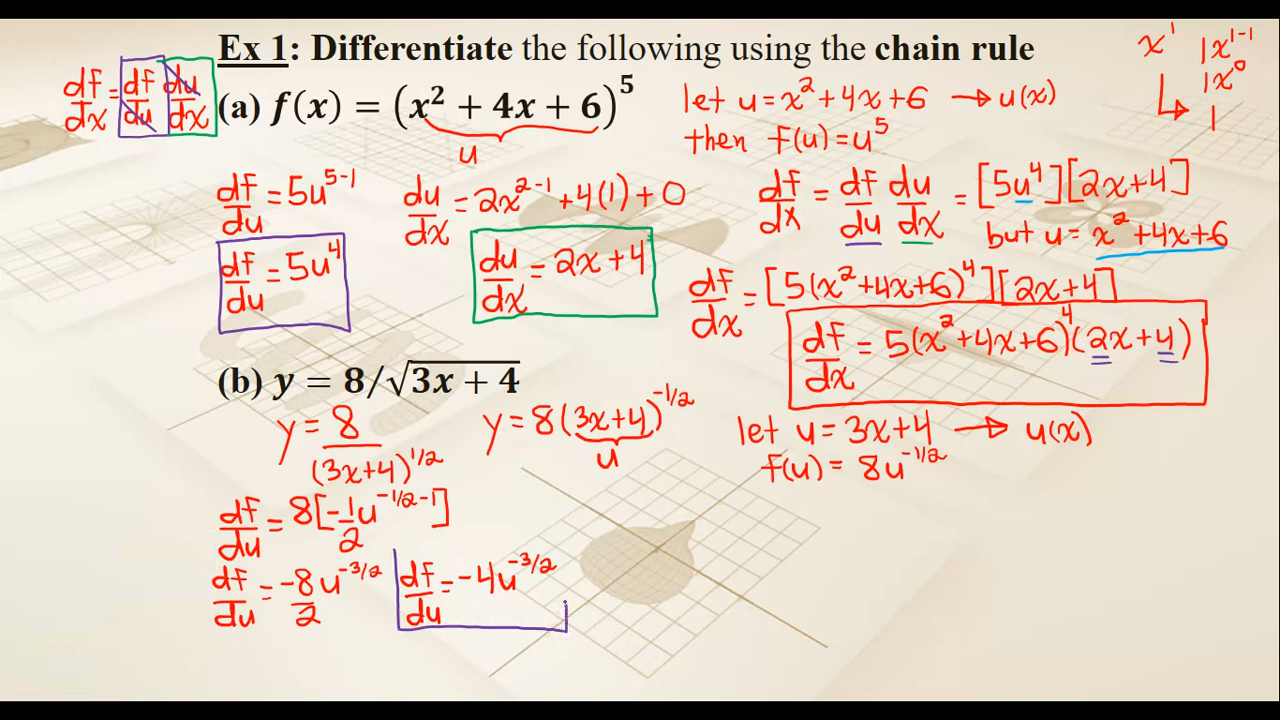 Ex 1: Differentiate the following using the chain rule
df/dx = df/du du/dx
(a) f(x) = (x² + 4x + 6)⁵
u
let u = x² + 4x + 6 → u(x)
then f(u) = u⁵
x¹ 1x¹⁻¹
1x⁰
↳ 1
df/du = 5u⁵⁻¹
du/dx = 2x²⁻¹ + 4(1) + 0
df/du = 5u⁴
du/dx = 2x + 4
df/dx = df/du du/dx = [5u⁴][2x + 4]
but u = x² + 4x + 6
df/dx = [5(x² + 4x + 6)⁴][2x + 4]
df/dx = 5(x² + 4x + 6)⁴(2x + 4)
(b) y = 8/√3x + 4
y = 8/(3x + 4)^1/2
y = 8(3x + 4)^-1/2
u
let u = 3x + 4 → u(x)
f(u) = 8u^-1/2
df/du = 8[-1/2 u^-1/2-1]
df/du = -8/2 u^-3/2
df/du = -4u^-3/2